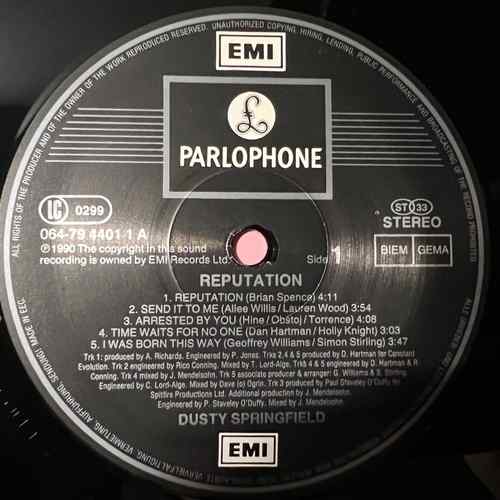 ALL RIGHTS OF THE PRODUCER AND OF THE OWNER OF THE WORK REPRODUCED RESERVED. UNAUTHORIZED COPYING, HIRING, LENDING, PUBLIC PERFORMANCE AND BROADCASTING OF THIS RECORD PROHIBITED
EMI
£
PARLOPHONE
LC 0299
ST 33
STEREO
064-79 4401 1 A
BIEM GEMA
℗ 1990 The copyright in this sound
recording is owned by EMI Records Ltd.
Side 1
REPUTATION
1. REPUTATION (Brian Spence) 4:11
2. SEND IT TO ME (Allee Willis / Lauren Wood) 3:54
3. ARRESTED BY YOU (Hine / Obstoj / Torrence) 4:08
4. TIME WAITS FOR NO ONE (Dan Hartman / Holly Knight) 3:03
5. I WAS BORN THIS WAY (Geoffrey Williams / Simon Stirling) 3:47
Trk 1: produced by A. Richards. Engineered by P. Jones. Trks 2, 4 & 5 produced by D. Hartman for Constant
Evolution. Trk 2 engineered by Rico Conning. Mixed by T. Lord-Alge. Trks 4 & 5 engineered by D. Hartman & R
Conning. Trk 4 mixed by J. Mendelsohn. Trk 5 associate producer & arranger: G. Williams & S. Stirling.
Engineered by C. Lord-Alge. Mixed by Dave (o) Ogrin. Trk 3 produced by Paul Staveley O'Duffy for
Spitfire Productions Ltd. Additional production by J. Mendelsohn.
Engineered by P. Staveley O'Duffy. Mixed by J. Mendelsohn.
DUSTY SPRINGFIELD
EMI
VERVIELFÄLTIGUNG, VERMIETUNG, AUFFÜHRUNG, SENDUNG! MADE IN EEC.